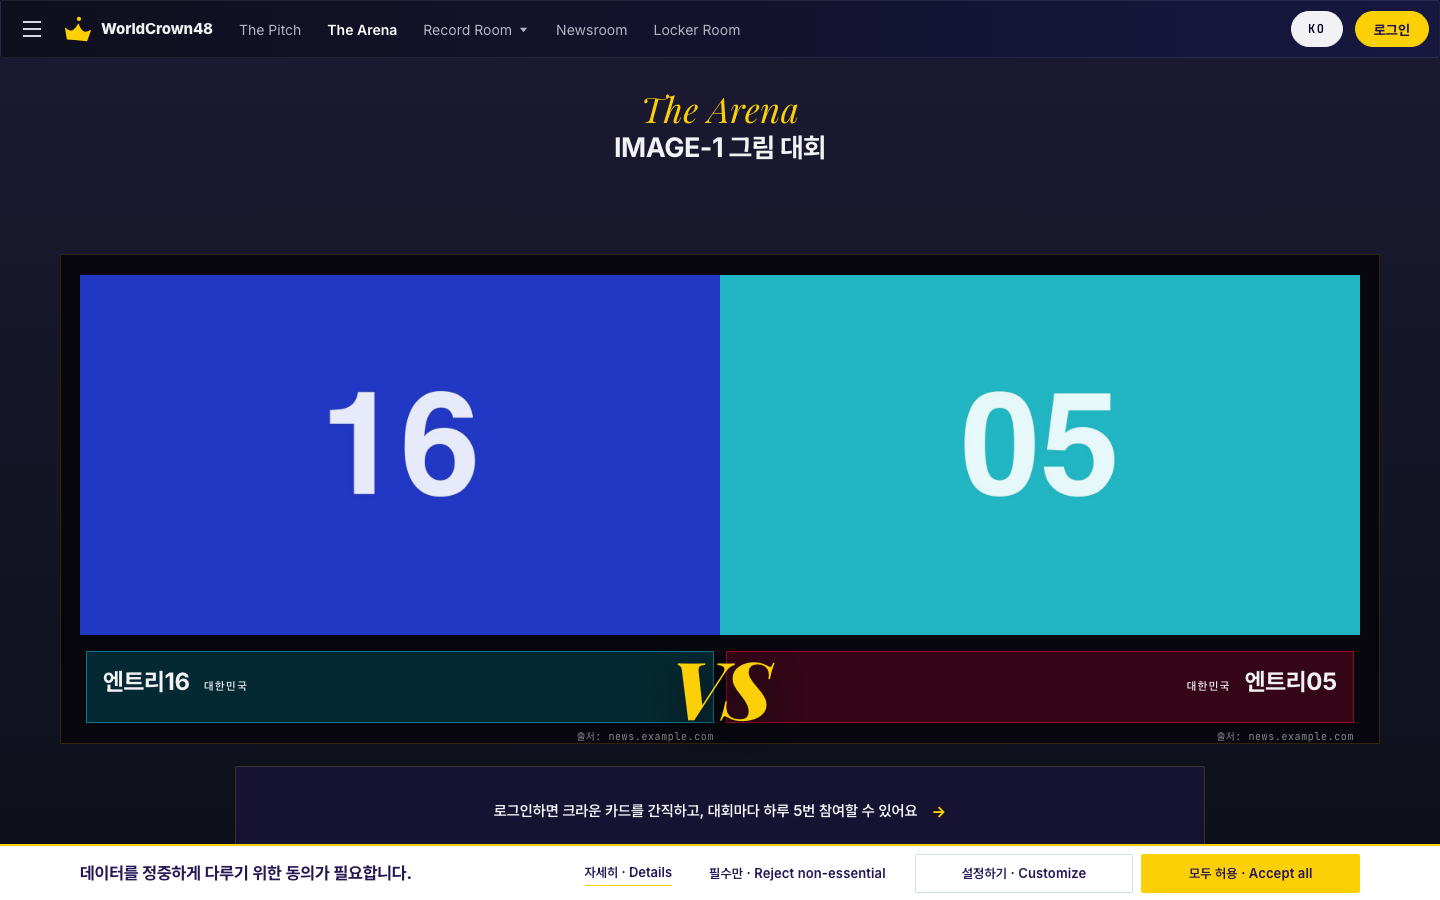 WorldCrown48 The Pitch The Arena Record Room Newsroom Locker Room KO 로그인
The Arena
IMAGE-1 그림 대회
16 05
엔트리16 대한민국 VS 대한민국 엔트리05
출처: news.example.com 출처: news.example.com
로그인하면 크라운 카드를 간직하고, 대회마다 하루 5번 참여할 수 있어요 →
데이터를 정중하게 다루기 위한 동의가 필요합니다. 자세히 · Details 필수만 · Reject non-essential 설정하기 · Customize 모두 허용 · Accept all